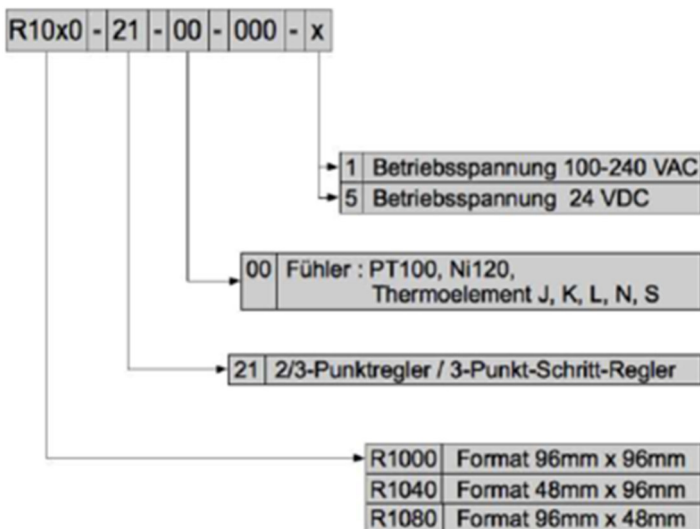 R10x0 - 21 - 00 - 000 - x
1 Betriebsspannung 100-240 VAC
5 Betriebsspannung 24 VDC
00 Fühler : PT100, Ni120,
Thermoelement J, K, L, N, S
21 2/3-Punktregler / 3-Punkt-Schritt-Regler
R1000 Format 96mm x 96mm
R1040 Format 48mm x 96mm
R1080 Format 96mm x 48mm